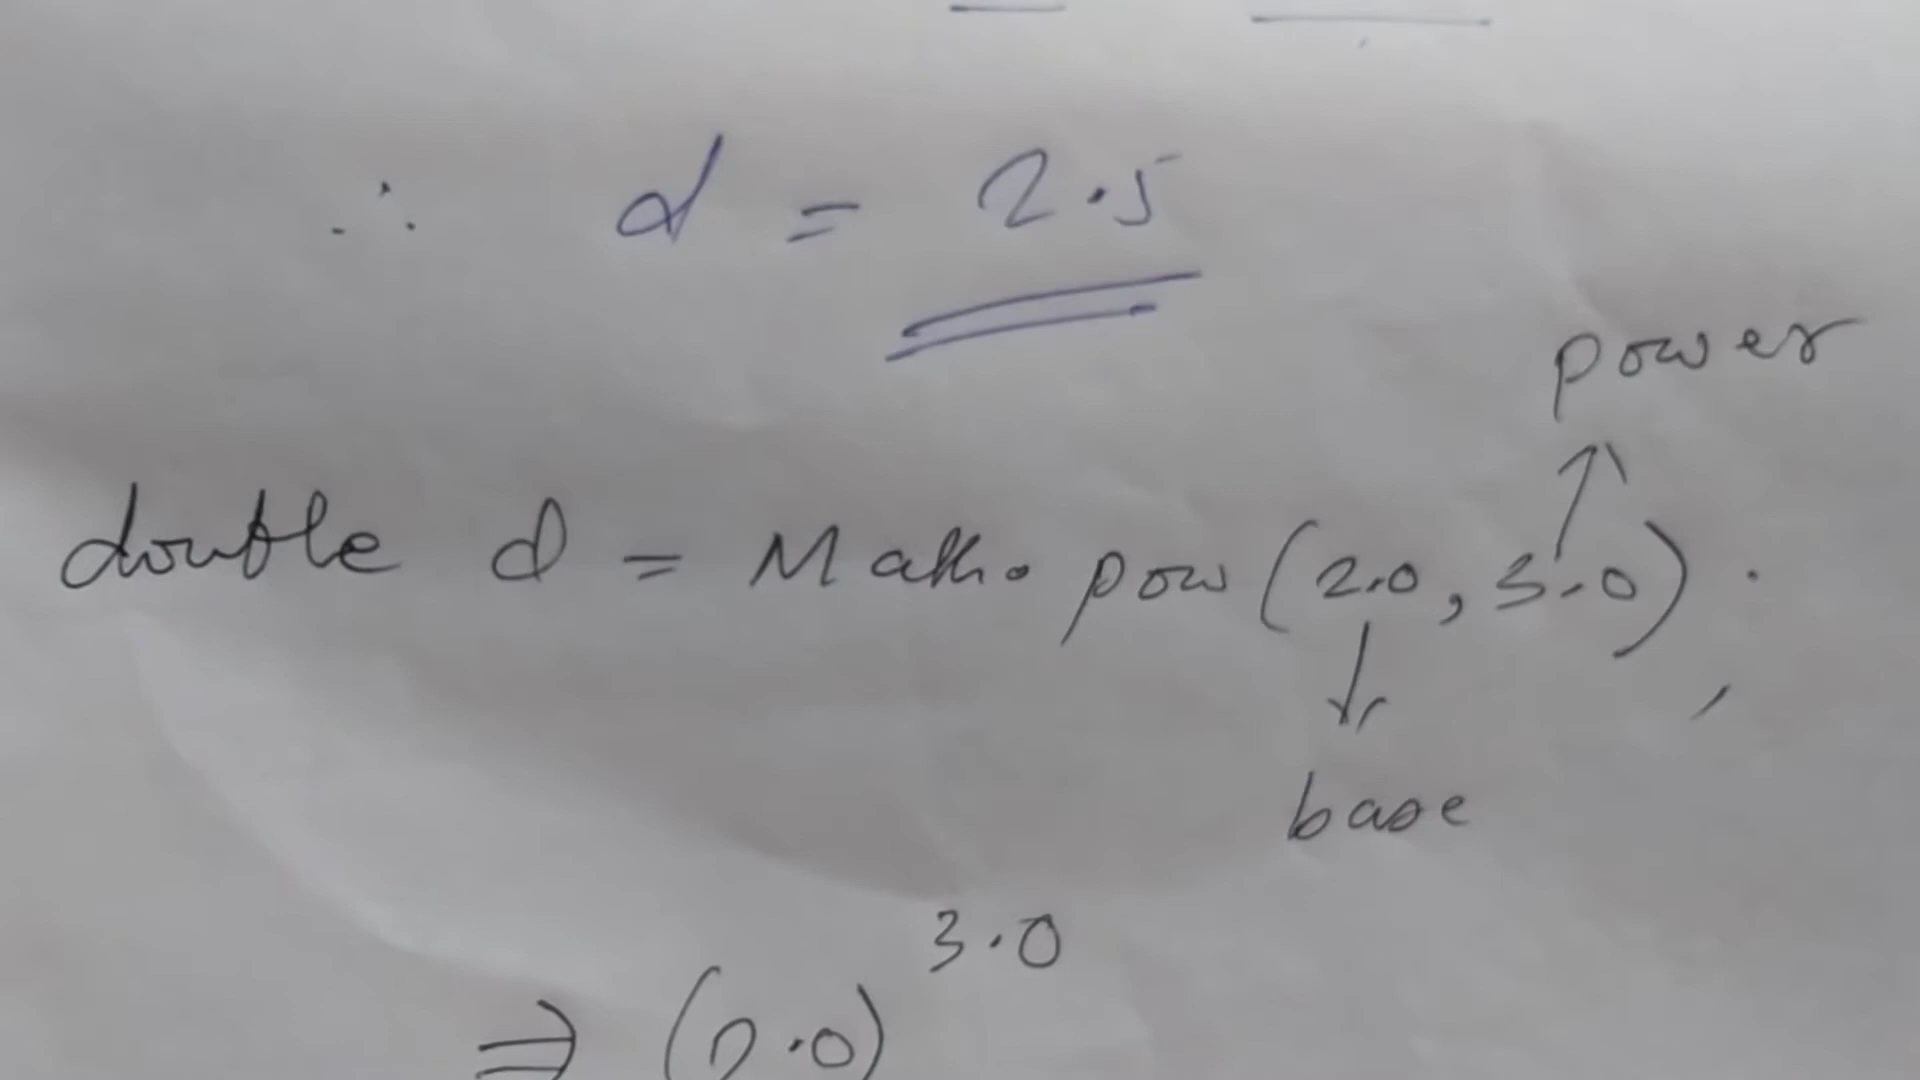 ∴ d = 2.5
power
double d = Math.pow(2.0, 3.0);
base
⇒ (2.0)^3.0